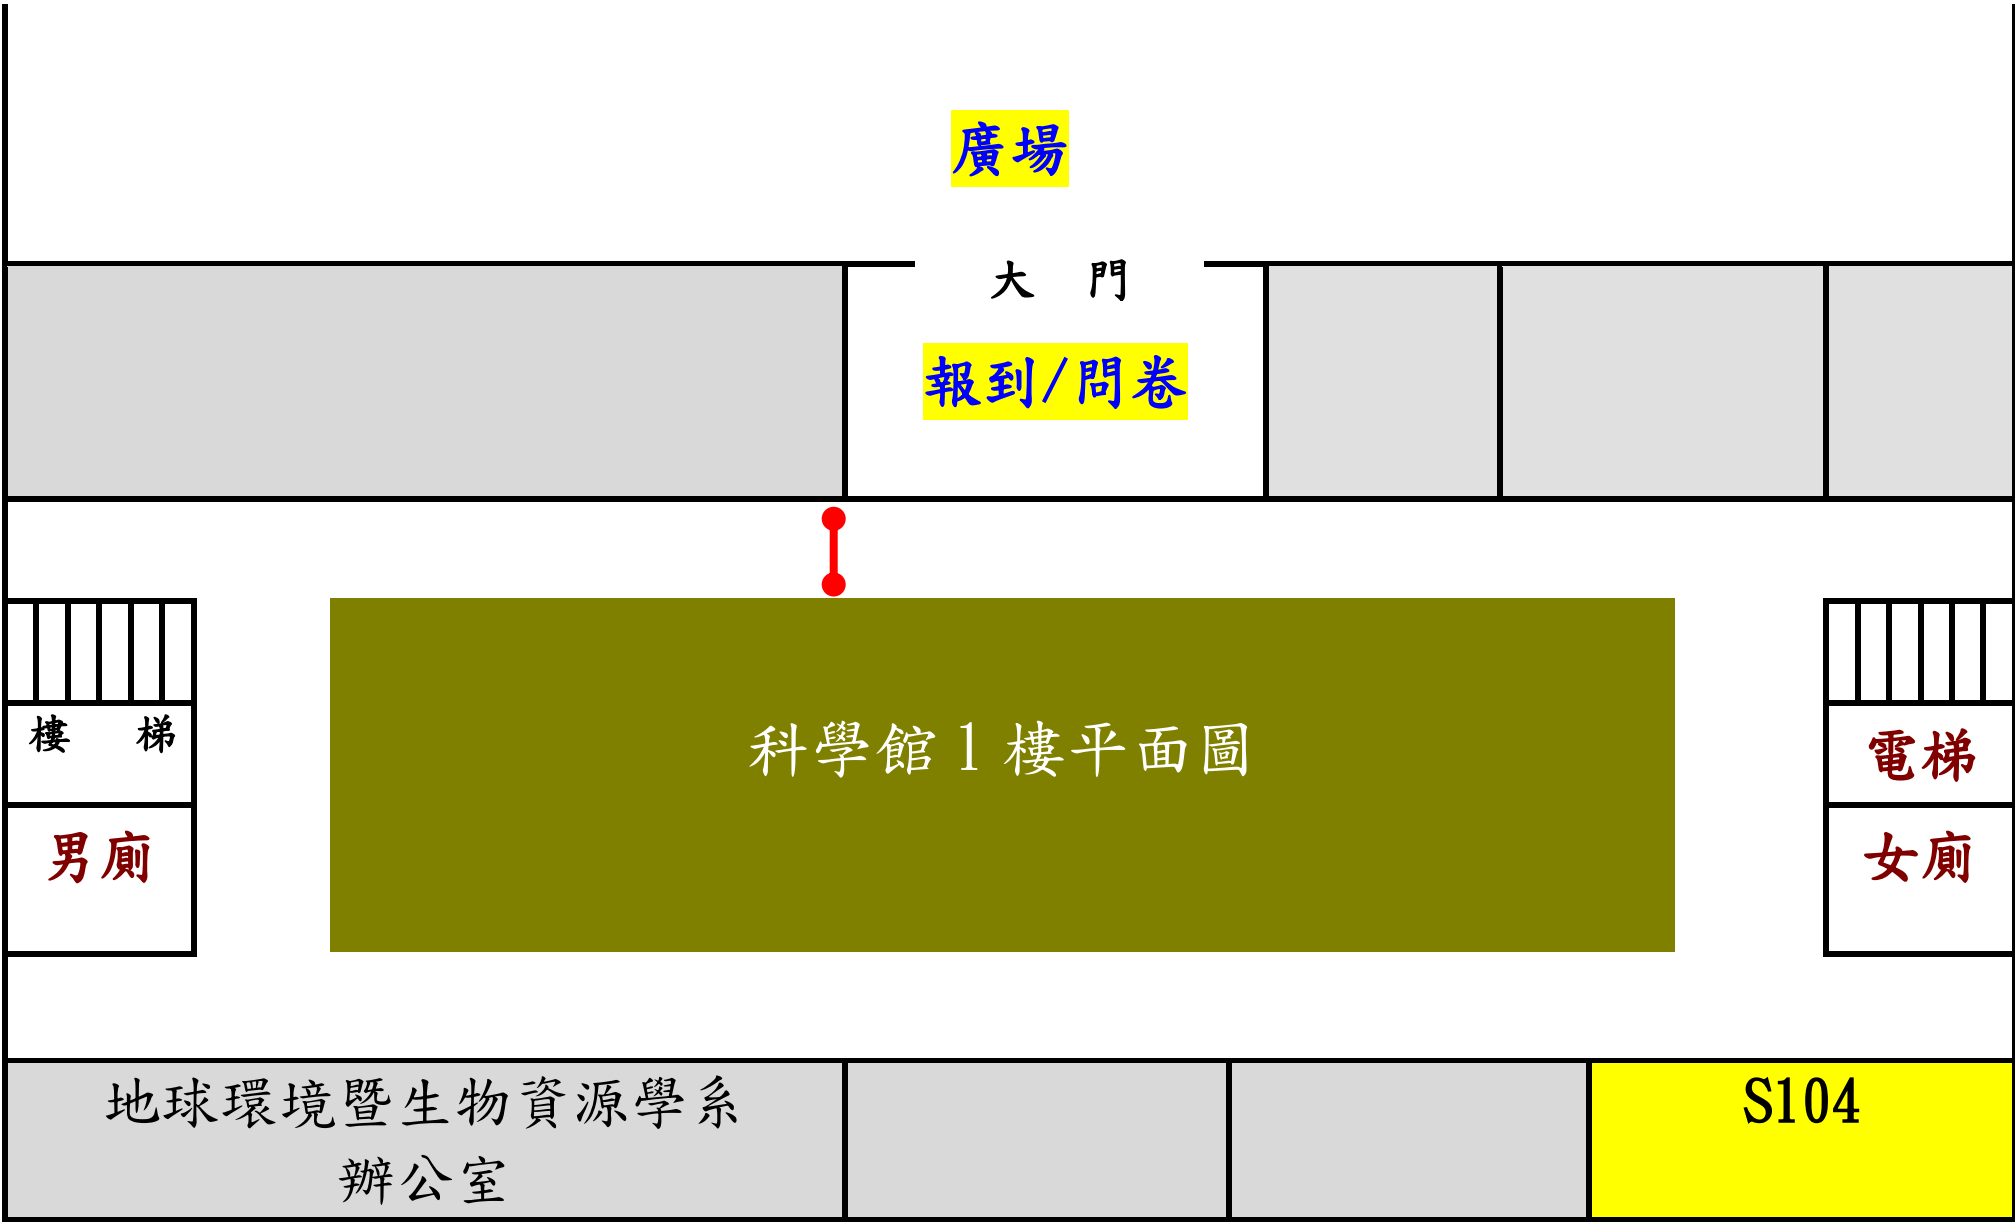 廣場
大 門
報到/問卷
樓 梯
科學館1樓平面圖
電梯
男廁
女廁
地球環境暨生物資源學系
辦公室
S104